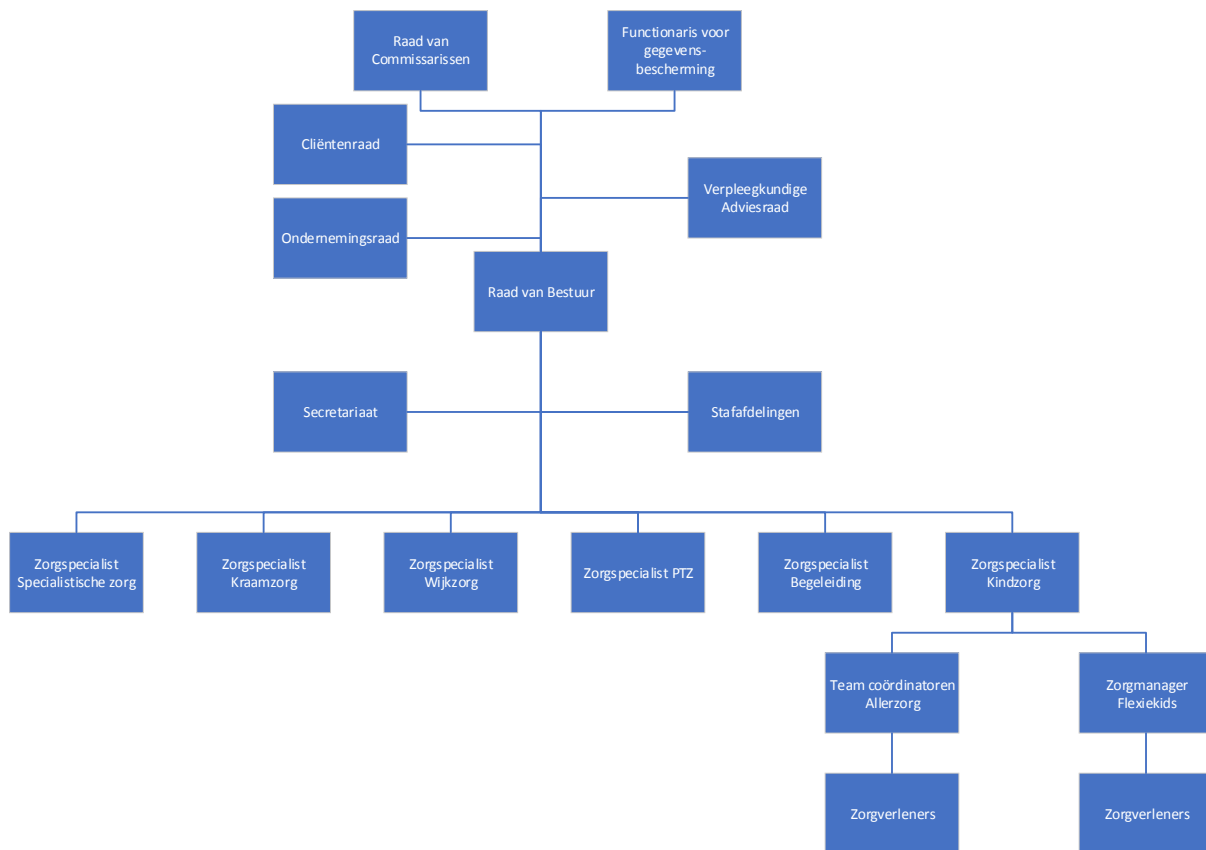 Raad van
Commissarissen
Functionaris voor
gegevens-
bescherming
Cliëntenraad
Verpleegkundige
Adviesraad
Ondernemingsraad
Raad van Bestuur
Secretariaat
Stafafdelingen
Zorgspecialist
Specialistische zorg
Zorgspecialist
Kraamzorg
Zorgspecialist
Wijkzorg
Zorgspecialist PTZ
Zorgspecialist
Begeleiding
Zorgspecialist
Kindzorg
Team coördinatoren
Allerzorg
Zorgmanager
Flexiekids
Zorgverleners
Zorgverleners